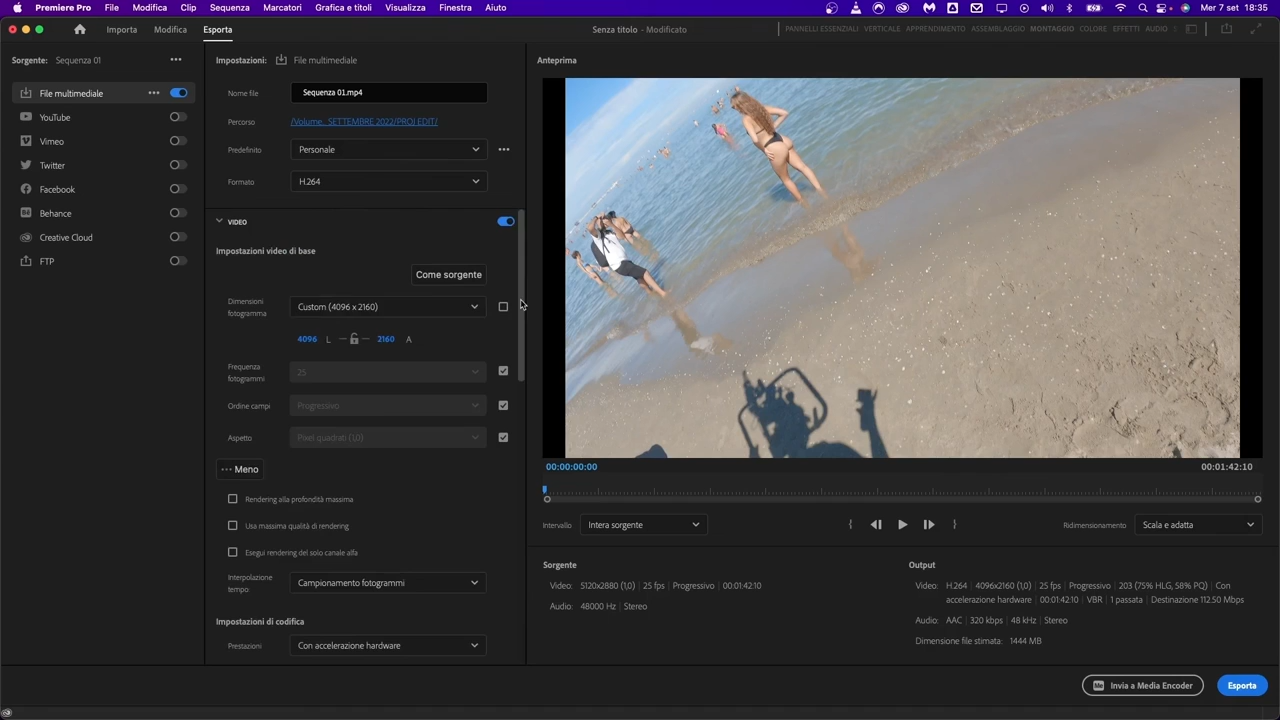 Premiere Pro File Modifica Clip Sequenza Marcatori Grafica e titoli Visualizza Finestra Aiuto
Mer 7 set 18:35
Importa Modifica Esporta
Senza titolo - Modificato
PANNELLI ESSENZIALI VERTICALE APPRENDIMENTO ASSEMBLAGGIO MONTAGGIO COLORE EFFETTI AUDIO
Sorgente: Sequenza 01
File multimediale
YouTube
Vimeo
Twitter
Facebook
Behance
Creative Cloud
FTP
Impostazioni: File multimediale
Nome file Sequenza 01.mp4
Percorso /Volume_ SETTEMBRE 2022/PROJ EDIT/
Predefinito Personale
Formato H.264
VIDEO
Impostazioni video di base
Come sorgente
Dimensioni fotogramma Custom (4096 x 2160)
4096 L 2160 A
Frequenza fotogrammi 25
Ordine campi Progressivo
Aspetto Pixel quadrati (1,0)
Meno
Rendering alla profondità massima
Usa massima qualità di rendering
Esegui rendering del solo canale alfa
Interpolazione tempo Campionamento fotogrammi
Impostazioni di codifica
Prestazioni Con accelerazione hardware
Anteprima
00:00:00:00 00:01:42:10
Intervallo Intera sorgente
Ridimensionamento Scala e adatta
Sorgente
Video: 5120x2880 (1,0) | 25 fps | Progressivo | 00:01:42:10
Audio: 48000 Hz | Stereo
Output
Video: H.264 | 4096x2160 (1,0) | 25 fps | Progressivo | 203 (75% HLG, 58% PQ) | Con
accelerazione hardware | 00:01:42:10 | VBR | 1 passata | Destinazione 112.50 Mbps
Audio: AAC | 320 kbps | 48 kHz | Stereo
Dimensione file stimata: 1444 MB
Me Invia a Media Encoder
Esporta